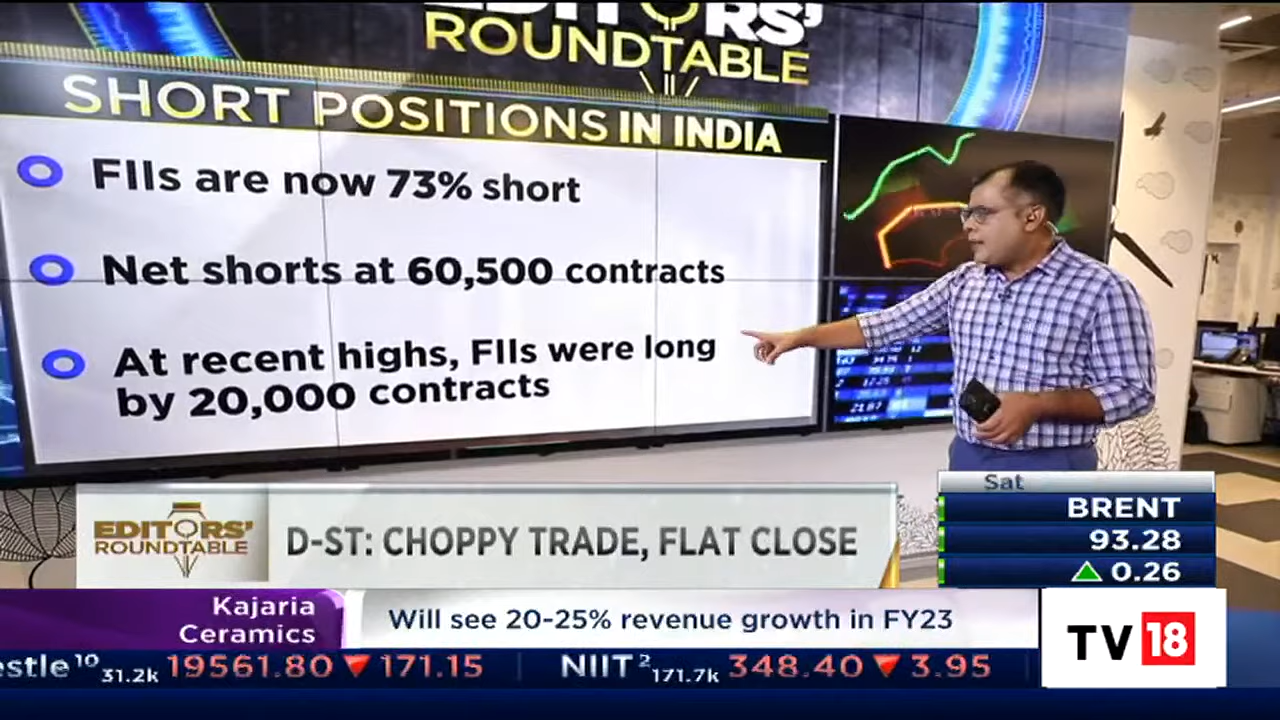 EDITORS'
ROUNDTABLE
SHORT POSITIONS IN INDIA
FIIs are now 73% short
Net shorts at 60,500 contracts
At recent highs, FIIs were long
by 20,000 contracts
21.87
Sat
BRENT
93.28
0.26
EDITORS'
ROUNDTABLE
D-ST: CHOPPY TRADE, FLAT CLOSE
Kajaria
Ceramics
Will see 20-25% revenue growth in FY23
TV18
estle 10 31.2k 19561.80 171.15 NIIT 2 171.7k 348.40 3.95